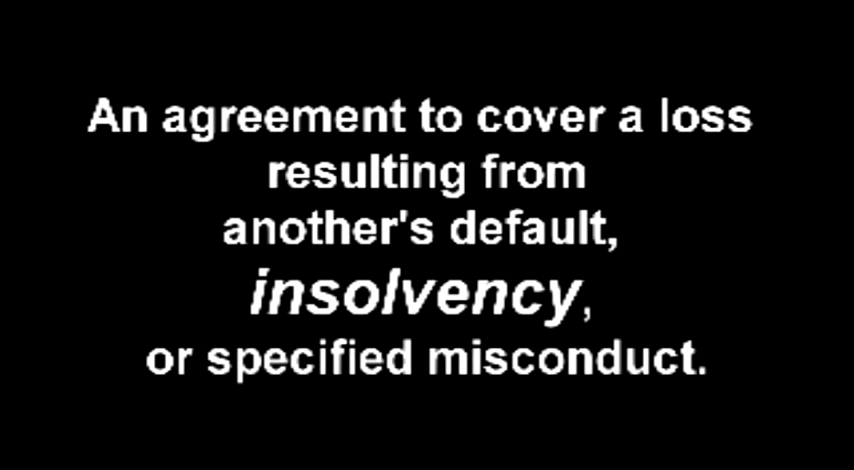 An agreement to cover a loss
resulting from
another's default,
insolvency,
or specified misconduct.